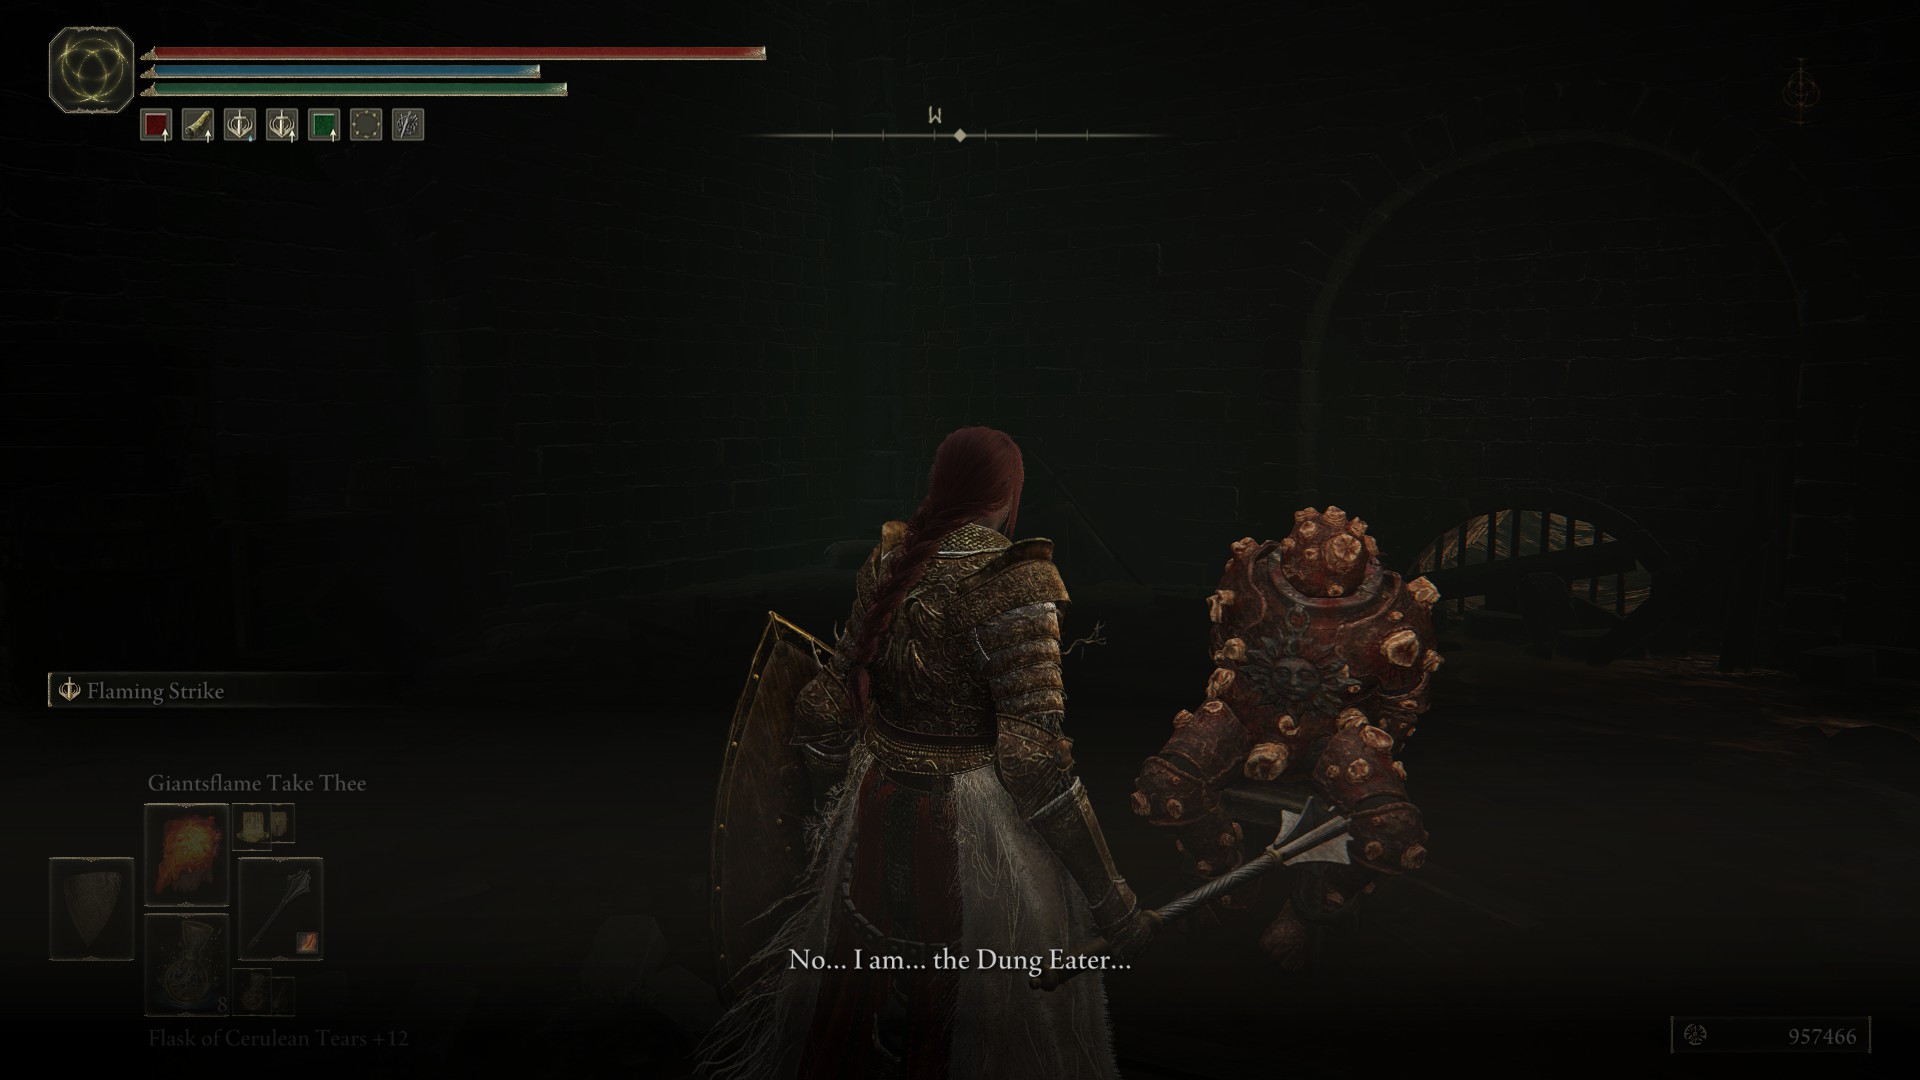 W
Flaming Strike
Giantsflame Take Thee
8
No... I am... the Dung Eater...
Flask of Cerulean Tears +12
957466